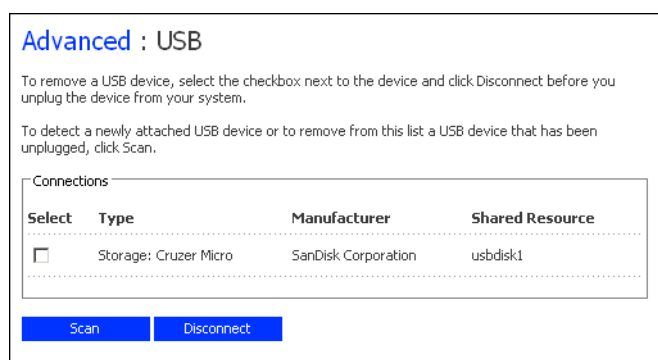 Advanced : USB
To remove a USB device, select the checkbox next to the device and click Disconnect before you
unplug the device from your system.
To detect a newly attached USB device or to remove from this list a USB device that has been
unplugged, click Scan.
Connections
Select Type Manufacturer Shared Resource
Storage: Cruzer Micro SanDisk Corporation usbdisk1
Scan Disconnect